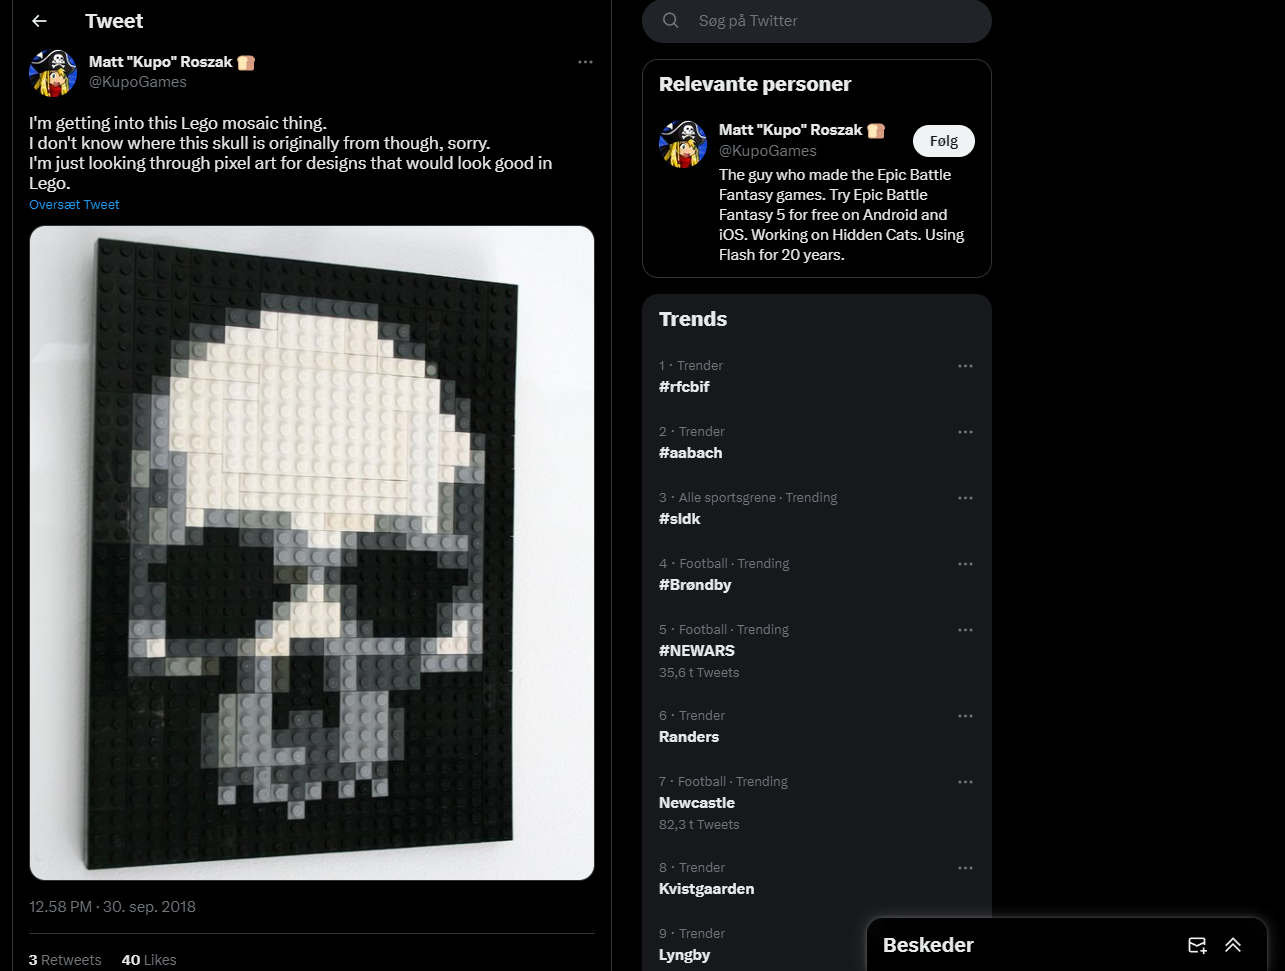 Tweet
Matt "Kupo" Roszak 🍞
@KupoGames
I'm getting into this Lego mosaic thing.
I don't know where this skull is originally from though, sorry.
I'm just looking through pixel art for designs that would look good in
Lego.
Oversæt Tweet
12.58 PM · 30. sep. 2018
3 Retweets 40 Likes
Søg på Twitter
Relevante personer
Matt "Kupo" Roszak 🍞
@KupoGames
Følg
The guy who made the Epic Battle
Fantasy games. Try Epic Battle
Fantasy 5 for free on Android and
iOS. Working on Hidden Cats. Using
Flash for 20 years.
Trends
1 · Trender
#rfcbif
2 · Trender
#aabach
3 · Alle sportsgrene · Trending
#sldk
4 · Football · Trending
#Brøndby
5 · Football · Trending
#NEWARS
35,6 t Tweets
6 · Trender
Randers
7 · Football · Trending
Newcastle
82,3 t Tweets
8 · Trender
Kvistgaarden
9 · Trender
Lyngby
Beskeder